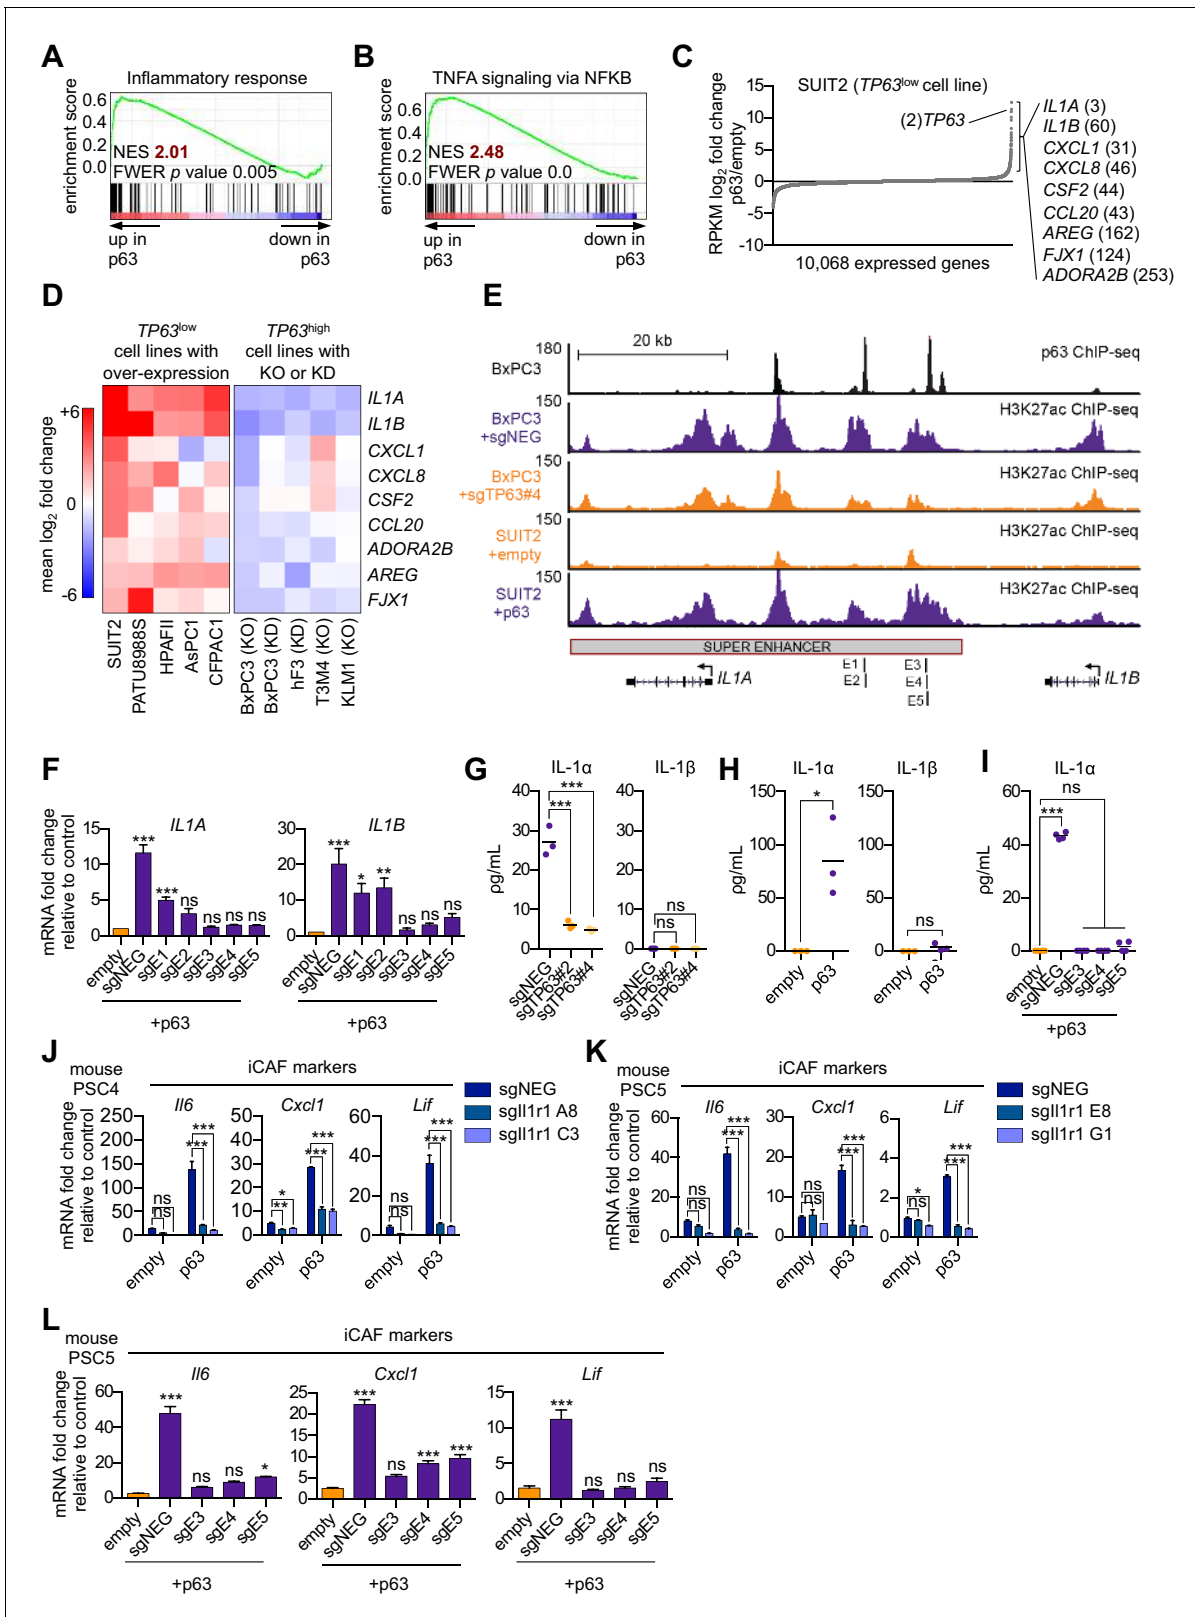 A
Inflammatory response
enrichment score
0.6
0.4
0.2
0.0
NES 2.01
FWER p value 0.005
up in
p63
down in
p63
B
TNFA signaling via NFKB
enrichment score
0.6
0.4
0.2
0.0
NES 2.48
FWER p value 0.0
up in
p63
down in
p63
C
SUIT2 (TP63low cell line)
RPKM log2 fold change
p63/empty
15
10
5
0
-5
-10
(2)TP63
10,068 expressed genes
IL1A (3)
IL1B (60)
CXCL1 (31)
CXCL8 (46)
CSF2 (44)
CCL20 (43)
AREG (162)
FJX1 (124)
ADORA2B (253)
D
TP63low
cell lines with
over-expression
TP63high
cell lines with
KO or KD
mean log2 fold change
+6
0
-6
IL1A
IL1B
CXCL1
CXCL8
CSF2
CCL20
ADORA2B
AREG
FJX1
SUIT2
PATU8988S
HPAFII
AsPC1
CFPAC1
BxPC3 (KO)
BxPC3 (KD)
hF3 (KD)
T3M4 (KO)
KLM1 (KO)
E
20 kb
180
BxPC3
p63 ChIP-seq
150
BxPC3
+sgNEG
H3K27ac ChIP-seq
150
BxPC3
+sgTP63#4
H3K27ac ChIP-seq
150
SUIT2
+empty
H3K27ac ChIP-seq
150
SUIT2
+p63
H3K27ac ChIP-seq
SUPER ENHANCER
IL1A
E1
E2
E3
E4
E5
IL1B
F
mRNA fold change
relative to control
IL1A
15
10
5
0
***
***
ns
ns
ns
ns
empty
sgNEG
sgE1
sgE2
sgE3
sgE4
sgE5
+p63
IL1B
30
20
10
0
***
*
**
ns
ns
ns
empty
sgNEG
sgE1
sgE2
sgE3
sgE4
sgE5
+p63
G
IL-1α
ρg/mL
40
30
20
10
0
***
***
sgNEG
sgTP63#2
sgTP63#4
IL-1β
40
30
20
10
0
ns
ns
sgNEG
sgTP63#2
sgTP63#4
H
IL-1α
ρg/mL
150
100
50
0
*
empty
p63
IL-1β
150
100
50
0
ns
empty
p63
I
IL-1α
ρg/mL
60
40
20
0
ns
***
empty
sgNEG
sgE3
sgE4
sgE5
+p63
J
mouse
PSC4
iCAF markers
mRNA fold change
relative to control
Il6
250
200
150
100
50
0
ns
ns
***
***
empty
p63
Cxcl1
50
40
30
20
10
0
*
**
***
***
empty
p63
Lif
60
40
20
0
ns
ns
***
***
empty
p63
sgNEG
sgIl1r1 A8
sgIl1r1 C3
K
mouse
PSC5
iCAF markers
mRNA fold change
relative to control
Il6
60
40
20
0
ns
ns
***
***
empty
p63
Cxcl1
30
20
10
0
ns
ns
***
***
empty
p63
Lif
6
4
2
0
*
ns
***
***
empty
p63
sgNEG
sgIl1r1 E8
sgIl1r1 G1
L
mouse
PSC5
iCAF markers
mRNA fold change
relative to control
Il6
60
40
20
0
***
ns
ns
*
empty
sgNEG
sgE3
sgE4
sgE5
+p63
Cxcl1
25
20
15
10
5
0
***
ns
***
***
empty
sgNEG
sgE3
sgE4
sgE5
+p63
Lif
20
15
10
5
0
***
ns
ns
ns
empty
sgNEG
sgE3
sgE4
sgE5
+p63